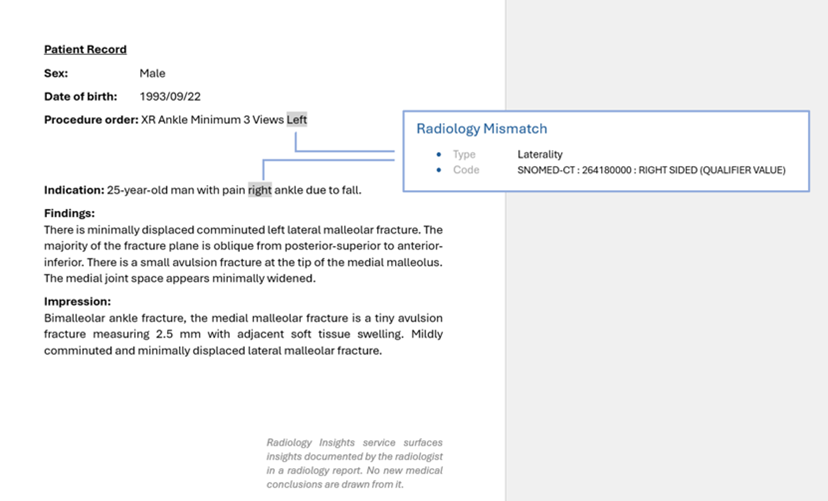 Patient Record
Sex: Male
Date of birth: 1993/09/22
Procedure order: XR Ankle Minimum 3 Views Left
Radiology Mismatch
• Type Laterality
• Code SNOMED-CT : 264180000 : RIGHT SIDED (QUALIFIER VALUE)
Indication: 25-year-old man with pain right ankle due to fall.
Findings:
There is minimally displaced comminuted left lateral malleolar fracture. The
majority of the fracture plane is oblique from posterior-superior to anterior-
inferior. There is a small avulsion fracture at the tip of the medial malleolus.
The medial joint space appears minimally widened.
Impression:
Bimalleolar ankle fracture, the medial malleolar fracture is a tiny avulsion
fracture measuring 2.5 mm with adjacent soft tissue swelling. Mildly
comminuted and minimally displaced lateral malleolar fracture.
Radiology Insights service surfaces
insights documented by the radiologist
in a radiology report. No new medical
conclusions are drawn from it.